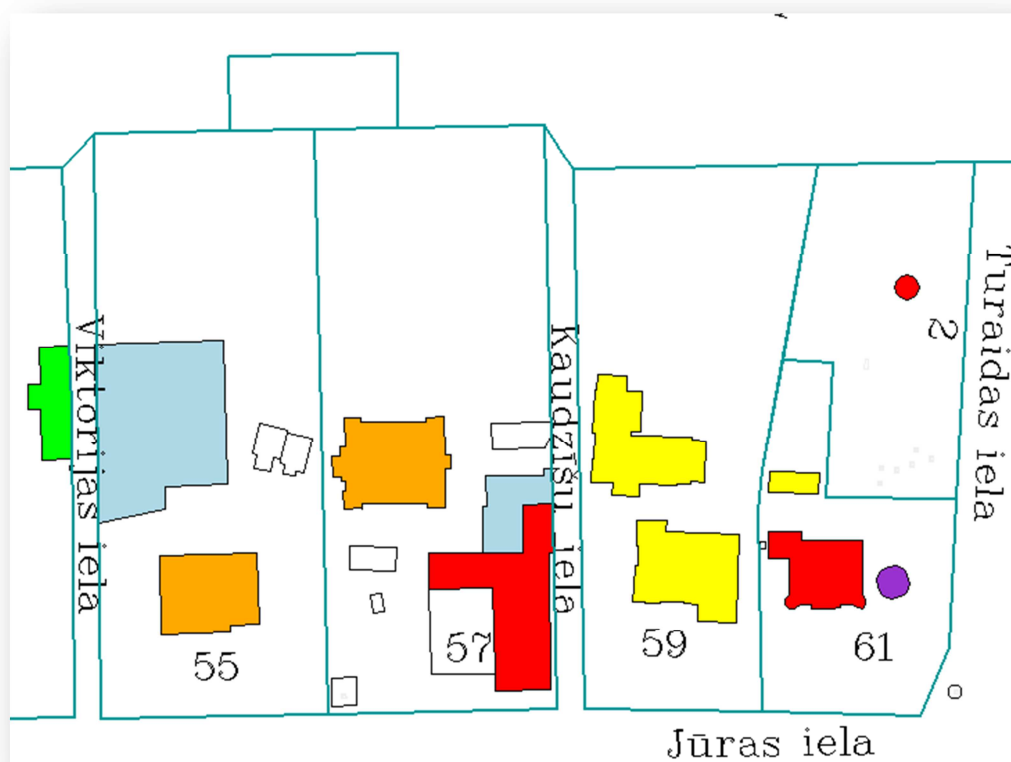 Viktorijas iela
Kaudzīšu iela
Turaidas iela
2
55
57
59
61
Jūras iela